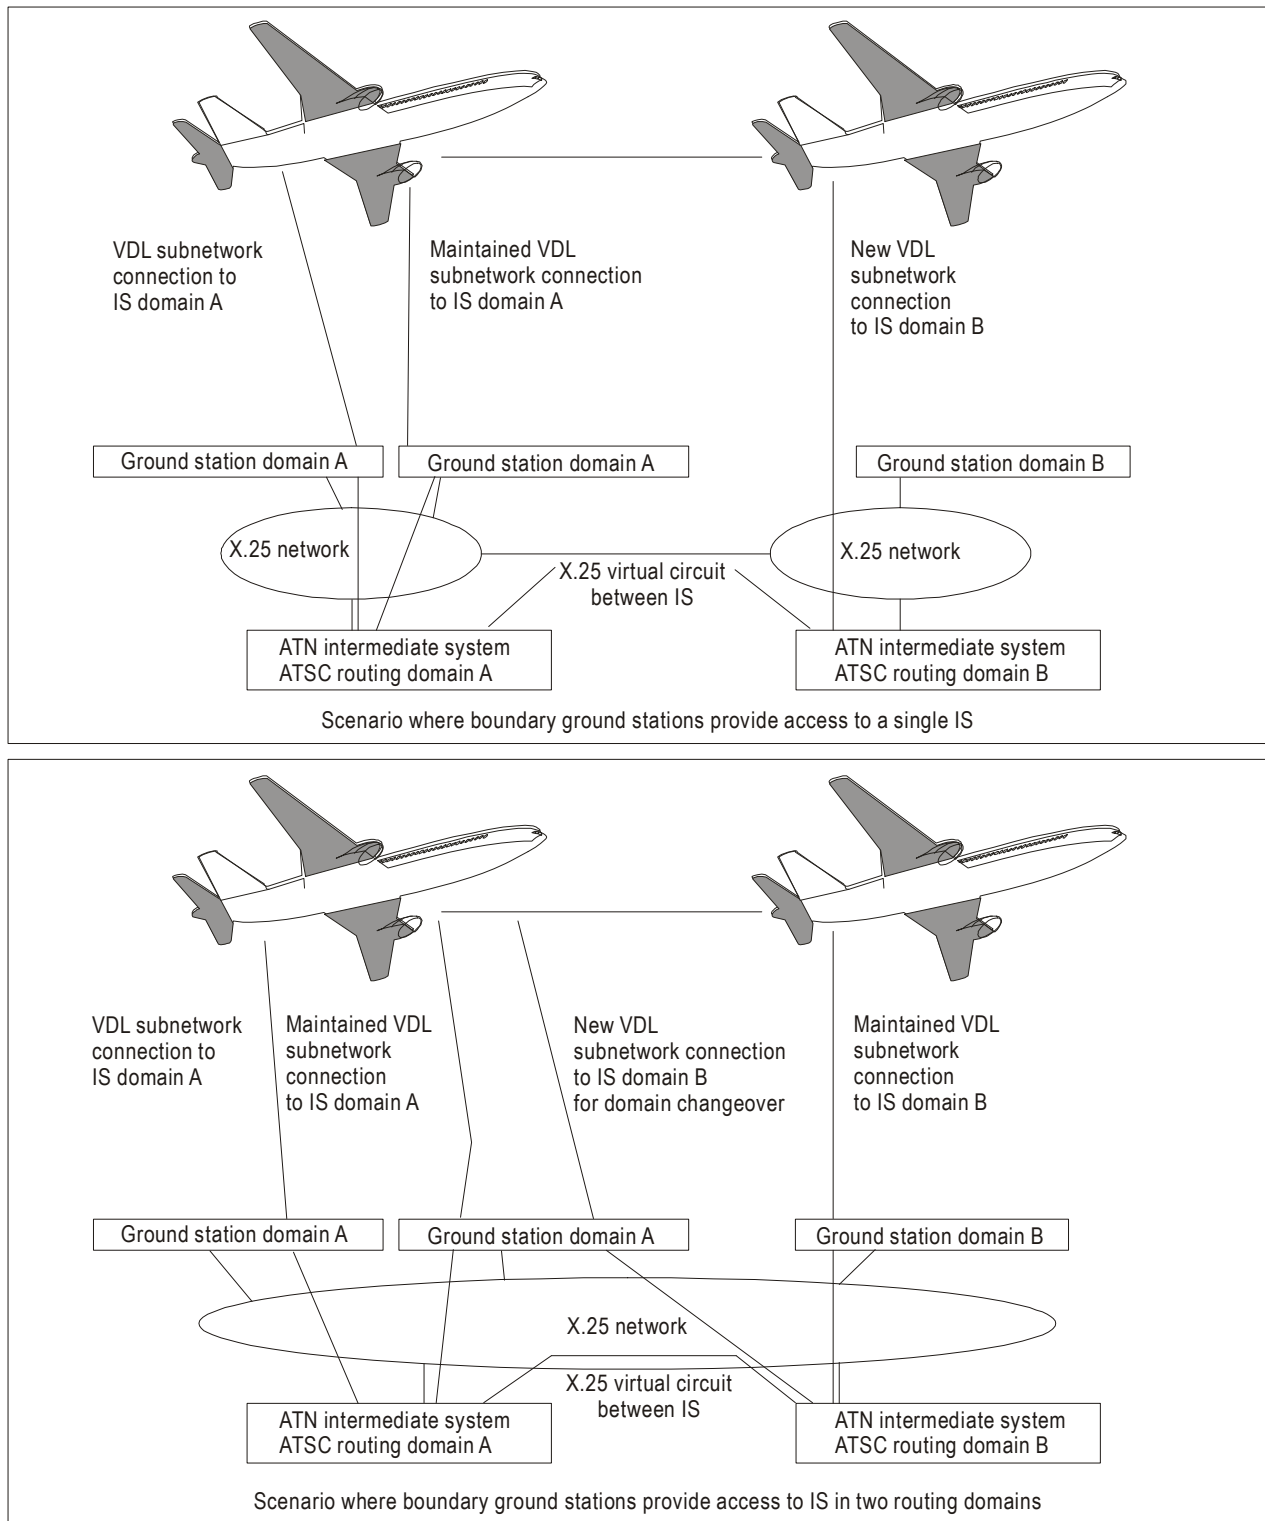 VDL subnetwork
connection to
IS domain A
Maintained VDL
subnetwork connection
to IS domain A
New VDL
subnetwork
connection
to IS domain B
Ground station domain A
Ground station domain A
Ground station domain B
X.25 network
X.25 network
X.25 virtual circuit
between IS
ATN intermediate system
ATSC routing domain A
ATN intermediate system
ATSC routing domain B
Scenario where boundary ground stations provide access to a single IS
VDL subnetwork
connection to
IS domain A
Maintained VDL
subnetwork
connection
to IS domain A
New VDL
subnetwork connection
to IS domain B
for domain changeover
Maintained VDL
subnetwork
connection
to IS domain B
Ground station domain A
Ground station domain A
Ground station domain B
X.25 network
X.25 virtual circuit
between IS
ATN intermediate system
ATSC routing domain A
ATN intermediate system
ATSC routing domain B
Scenario where boundary ground stations provide access to IS in two routing domains